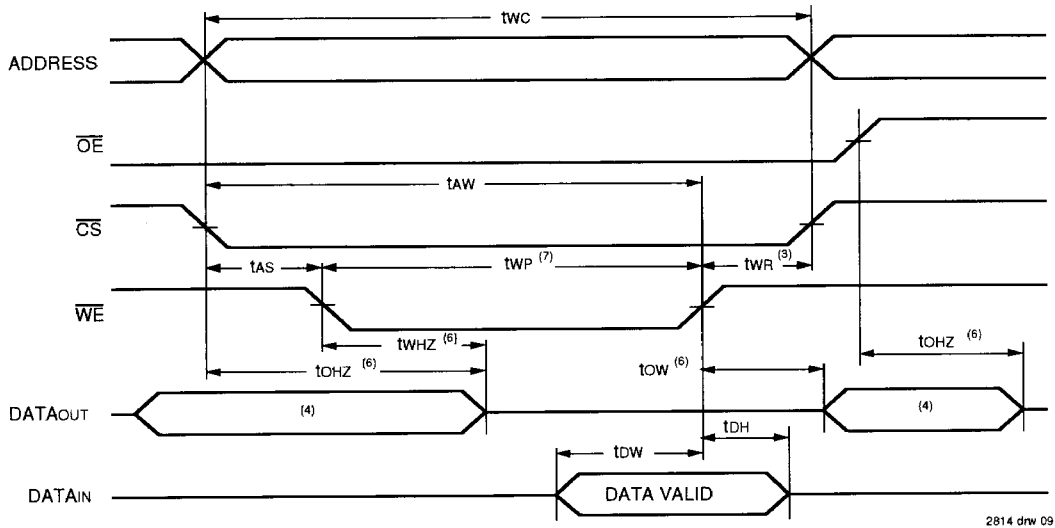 tWC
ADDRESS
OE
tAW
CS
tAS tWP (7) tWR (3)
WE
tWHZ (6)
tOHZ (6) tOW (6) tOHZ (6)
DATAOUT (4) (4)
tDW tDH
DATAIN DATA VALID
2814 drw 09